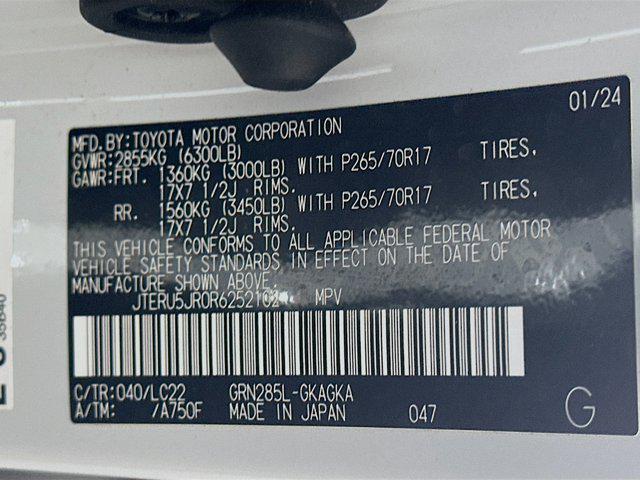 01/24
MFD.BY:TOYOTA MOTOR CORPORATION
GVWR:2855KG (6300LB)
GAWR:FRT. 1360KG (3000LB) WITH P265/70R17 TIRES,
17X7 1/2J RIMS.
RR. 1560KG (3450LB) WITH P265/70R17 TIRES,
17X7 1/2J RIMS.
THIS VEHICLE CONFORMS TO ALL APPLICABLE FEDERAL MOTOR
VEHICLE SAFETY STANDARDS IN EFFECT ON THE DATE OF
MANUFACTURE SHOWN ABOVE.
JTERU5JR0R6252102 MPV
C/TR:040/LC22 GRN285L-GKAGKA
A/TM: /A750F MADE IN JAPAN 047
G